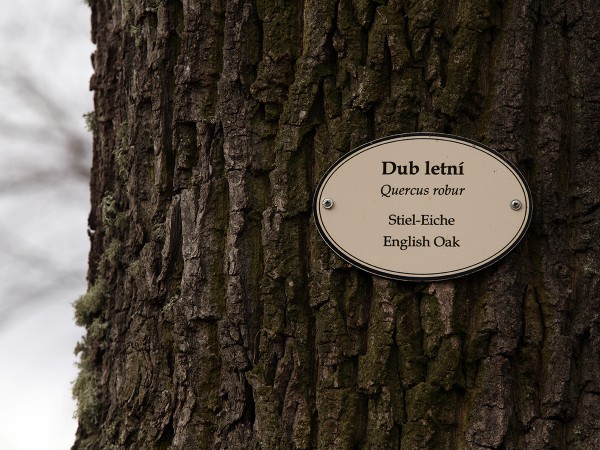 Dub letní
Quercus robur
Stiel-Eiche
English Oak